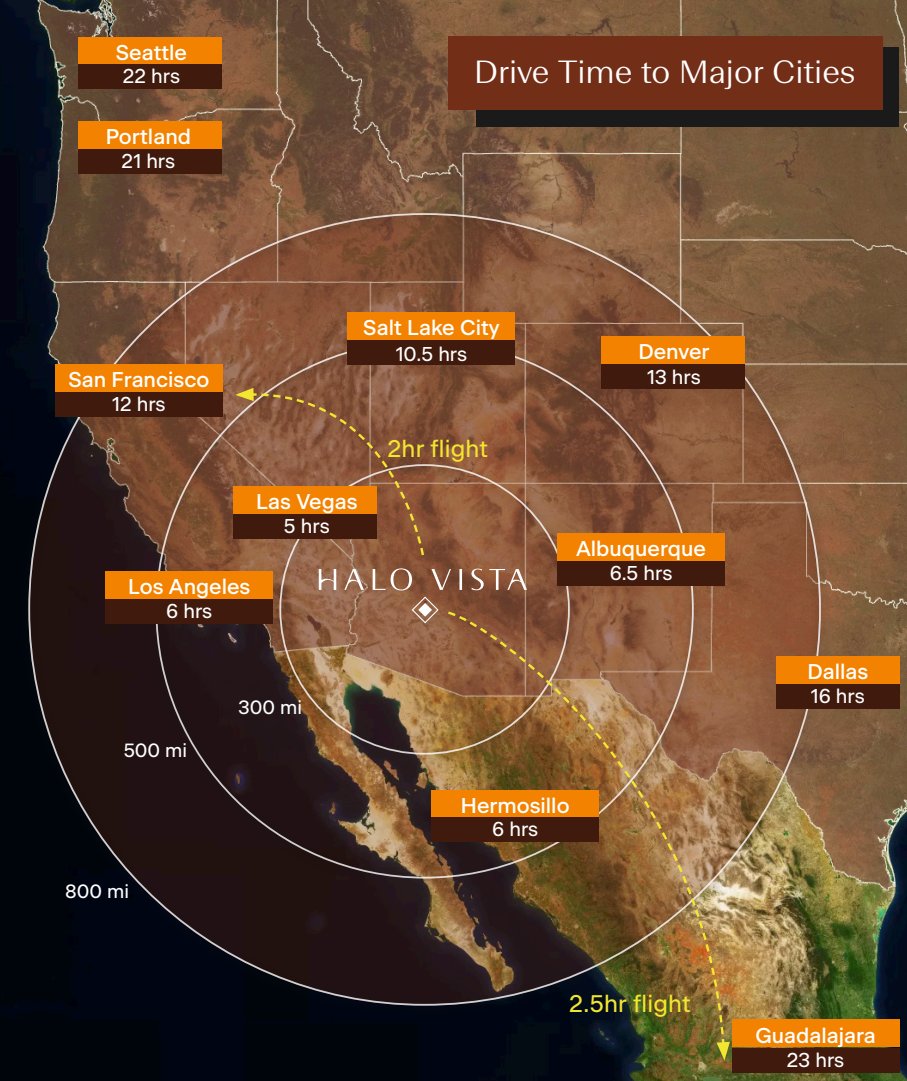 Seattle
22 hrs
Drive Time to Major Cities
Portland
21 hrs
Salt Lake City
10.5 hrs
Denver
13 hrs
San Francisco
12 hrs
2hr flight
Las Vegas
5 hrs
Albuquerque
6.5 hrs
HALO VISTA
Los Angeles
6 hrs
Dallas
16 hrs
300 mi
500 mi
Hermosillo
6 hrs
800 mi
2.5hr flight
Guadalajara
23 hrs